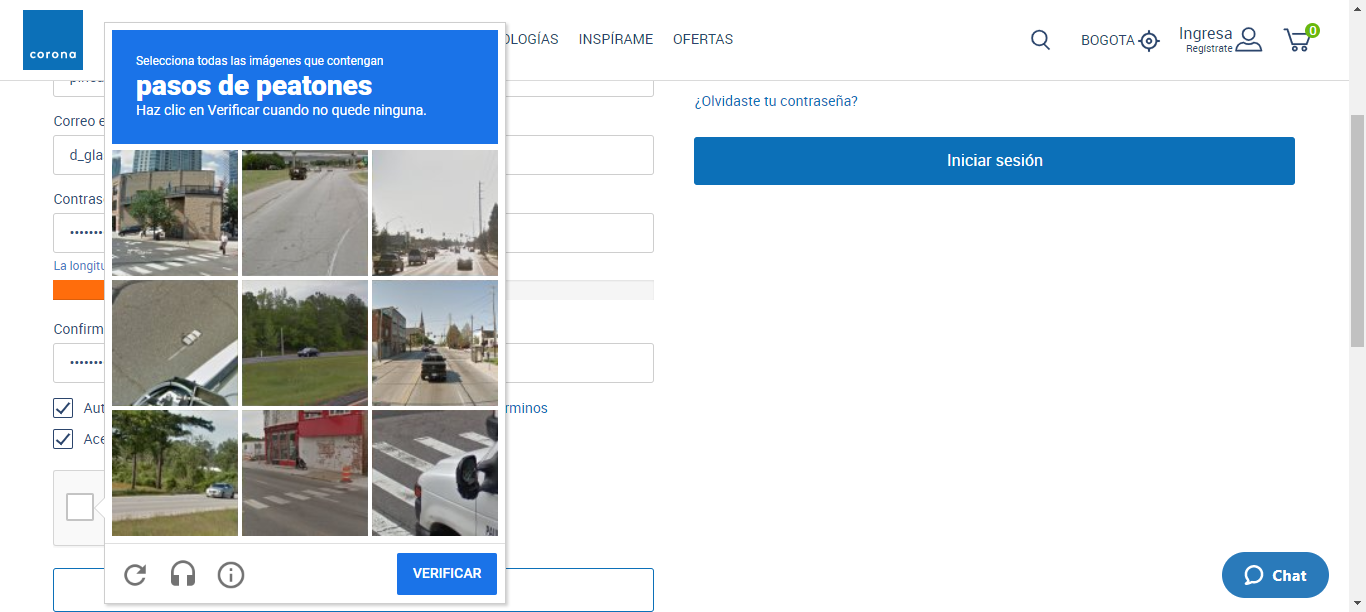 corona
OLOGÍAS INSPÍRAME OFERTAS
BOGOTA
Ingresa
Regístrate
0
Selecciona todas las imágenes que contengan
pasos de peatones
Haz clic en Verificar cuando no quede ninguna.
¿Olvidaste tu contraseña?
Correo e
d_gla
Iniciar sesión
Contras
••••••••
La longitu
Confirm
••••••••
Aut
rminos
Ace
VERIFICAR
Chat